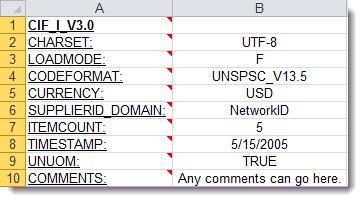 A B
1 CIF_I_V3.0
2 CHARSET: UTF-8
3 LOADMODE: F
4 CODEFORMAT: UNSPSC_V13.5
5 CURRENCY: USD
6 SUPPLIERID_DOMAIN: NetworkID
7 ITEMCOUNT: 5
8 TIMESTAMP: 5/15/2005
9 UNUOM: TRUE
10 COMMENTS: Any comments can go here.